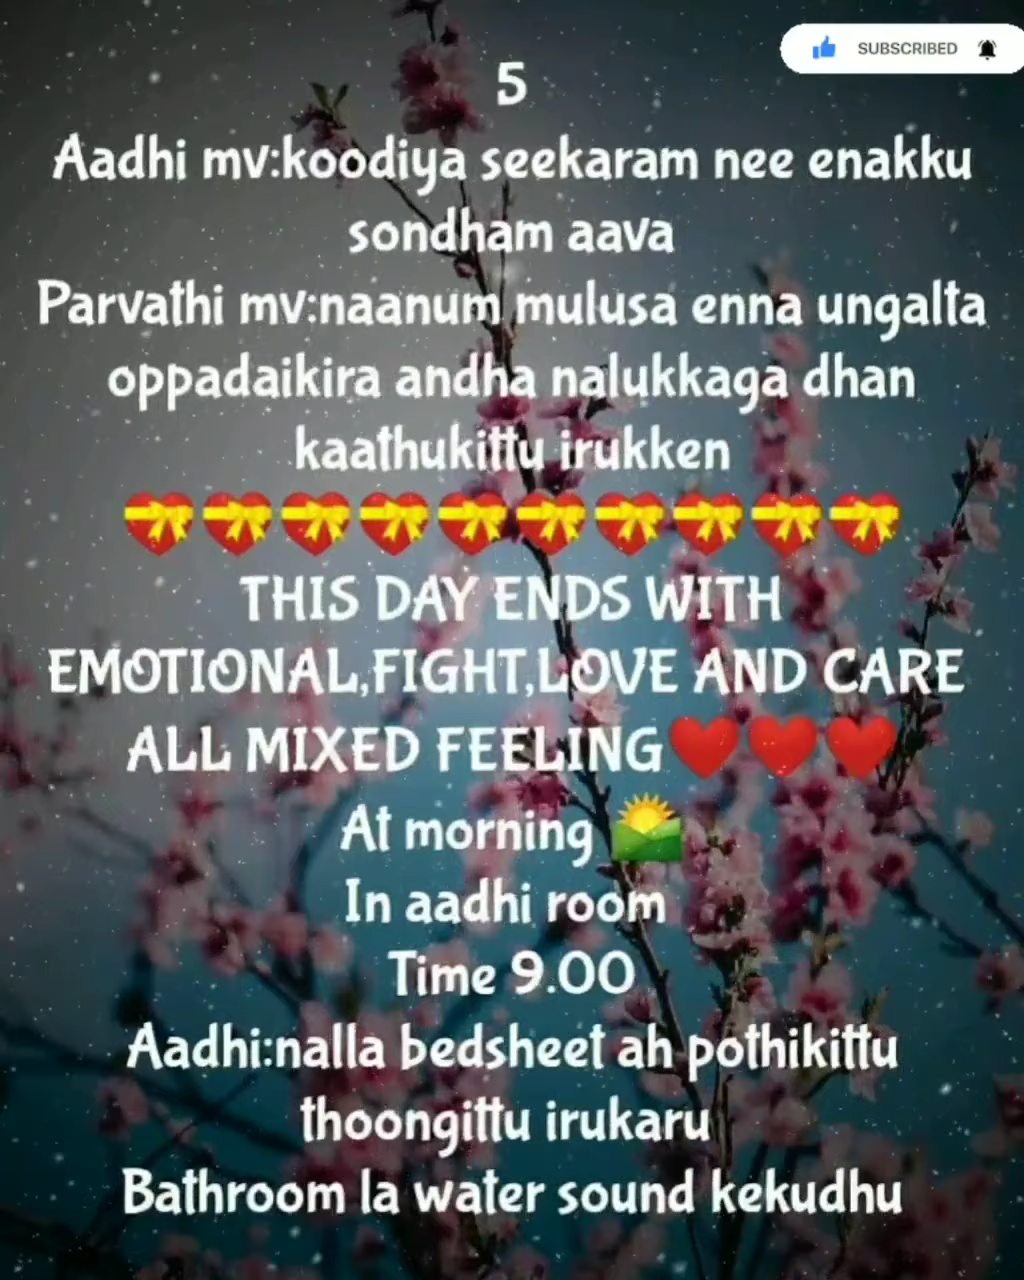 SUBSCRIBED
5
Aadhi mv:koodiya seekaram nee enakku
sondham aava
Parvathi mv:naanum mulusa enna ungalta
oppadaikira andha nalukkaga dhan
kaathukittu irukken
💝💝💝💝💝💝💝💝💝💝
THIS DAY ENDS WITH
EMOTIONAL,FIGHT,LOVE AND CARE
ALL MIXED FEELING❤️❤️❤️
At morning 🌄
In aadhi room
Time 9.00
Aadhi:nalla bedsheet ah pothikittu
thoongittu irukaru
Bathroom la water sound kekudhu